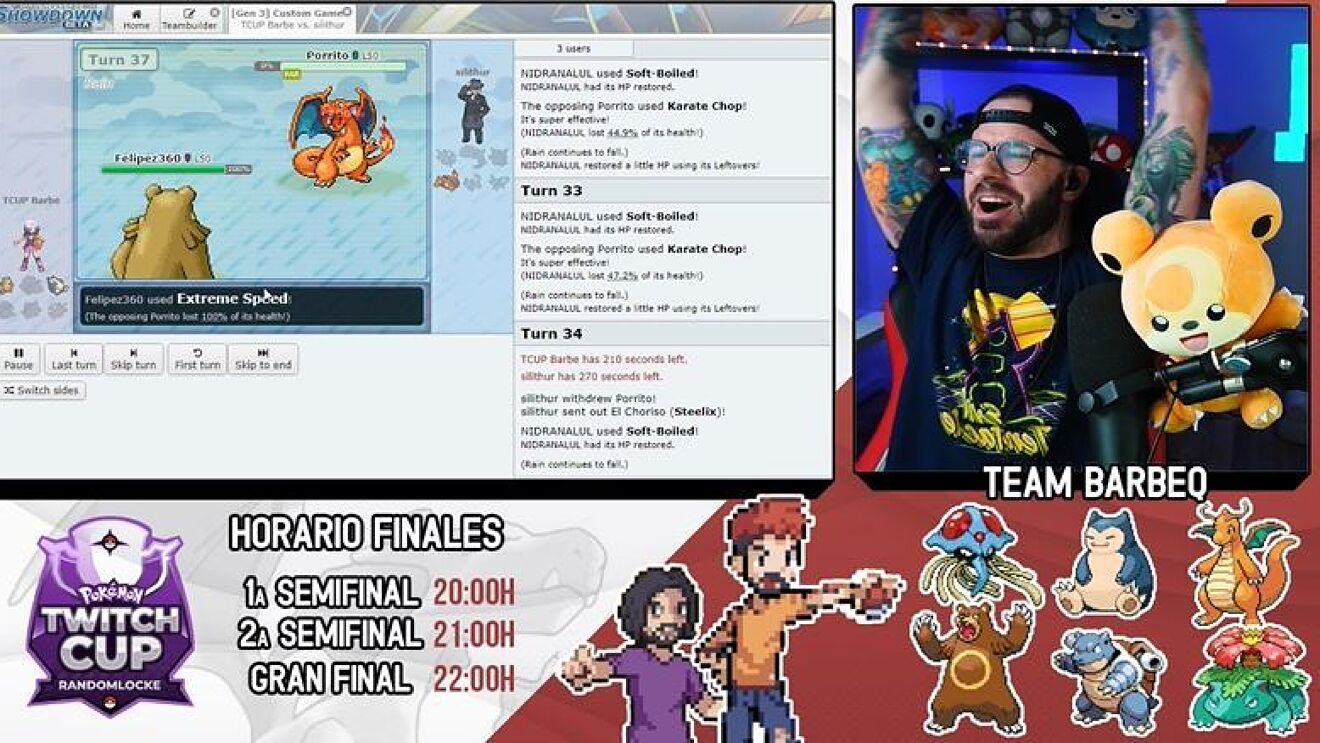 SHOWDOWN
BETA
Home
Teambuilder
[Gen 3] Custom Game
TCUP Barbe vs. silithur
Turn 37
Rain
Porrito L50
0%
PAR
Felipez360 L50
100%
TCUP Barbe
silithur
Felipez360 used Extreme Speed!
(The opposing Porrito lost 100% of its health!)
Pause
Last turn
Skip turn
First turn
Skip to end
Switch sides
3 users
NIDRANALUL used Soft-Boiled!
NIDRANALUL had its HP restored.
The opposing Porrito used Karate Chop!
It's super effective!
(NIDRANALUL lost 44.9% of its health!)
(Rain continues to fall.)
NIDRANALUL restored a little HP using its Leftovers!
Turn 33
NIDRANALUL used Soft-Boiled!
NIDRANALUL had its HP restored.
The opposing Porrito used Karate Chop!
It's super effective!
(NIDRANALUL lost 47.2% of its health!)
(Rain continues to fall.)
NIDRANALUL restored a little HP using its Leftovers!
Turn 34
TCUP Barbe has 210 seconds left.
silithur has 270 seconds left.
silithur withdrew Porrito!
silithur sent out El Choriso (Steelix)!
NIDRANALUL used Soft-Boiled!
NIDRANALUL had its HP restored.
(Rain continues to fall.)
TEAM BARBEQ
POKéMON
TWITCH
CUP
RANDOMLOCKE
HORARIO FINALES
1A SEMIFINAL 20:00H
2A SEMIFINAL 21:00H
GRAN FINAL 22:00H